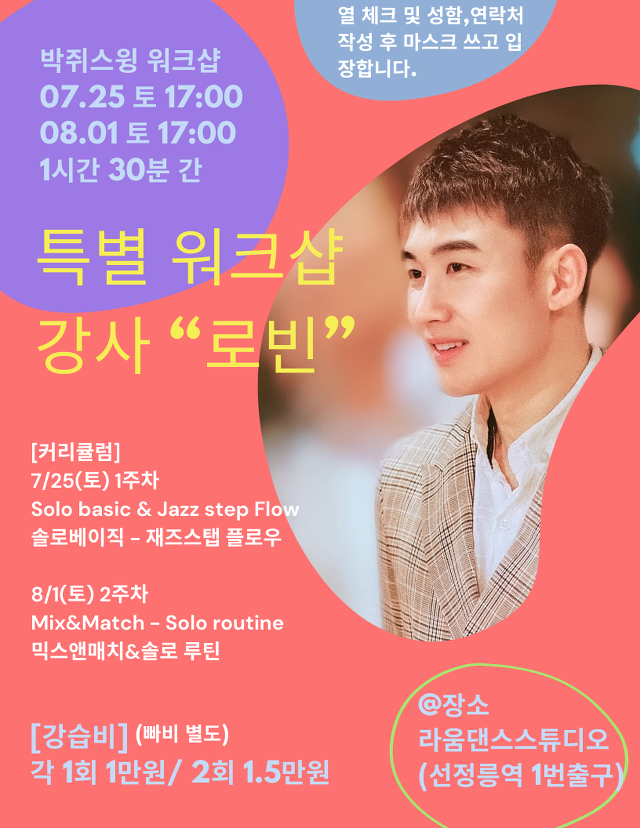 열 체크 및 성함,연락처
작성 후 마스크 쓰고 입
장합니다.
박쥐스윙 워크샵
07.25 토 17:00
08.01 토 17:00
1시간 30분 간
특별 워크샵
강사 “로빈”
[커리큘럼]
7/25(토) 1주차
Solo basic & Jazz step Flow
솔로베이직 - 재즈스탭 플로우
8/1(토) 2주차
Mix&Match - Solo routine
믹스앤매치&솔로 루틴
[강습비] (빠비 별도)
각 1회 1만원/ 2회 1.5만원
@장소
라움댄스스튜디오
(선정릉역 1번출구)